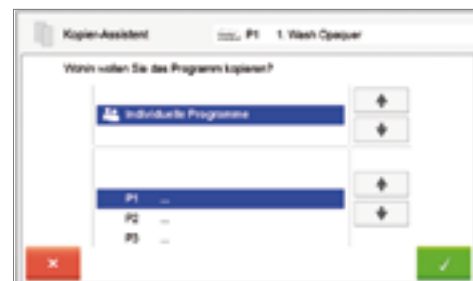 Kopier-Assistent P1 1. Wash Opaquer
Wohin wollen Sie das Programm kopieren?
Individuelle Programme
P1 ...
P2 ...
P3 ...